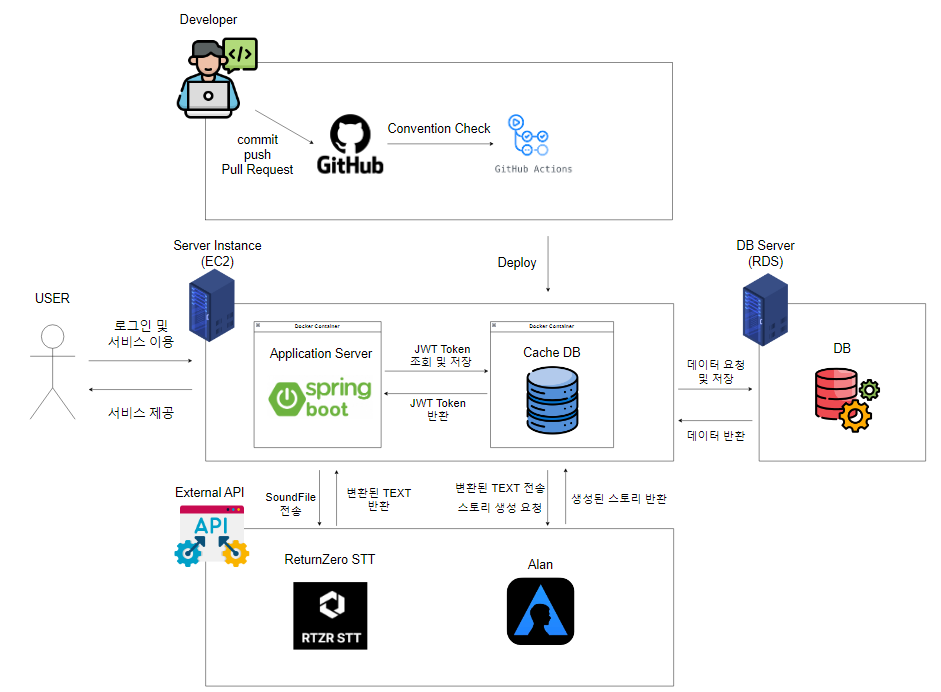 Developer
commit
push
Pull Request
GitHub
Convention Check
GitHub Actions
Server Instance
(EC2)
Deploy
DB Server
(RDS)
USER
로그인 및
서비스 이용
서비스 제공
Docker Container
Application Server
spring
boot
JWT Token
조회 및 저장
JWT Token
반환
Docker Container
Cache DB
데이터 요청
및 저장
데이터 반환
DB
External API
API
SoundFile
전송
변환된 TEXT
반환
변환된 TEXT 전송
스토리 생성 요청
생성된 스토리 반환
ReturnZero STT
RTZR STT
Alan